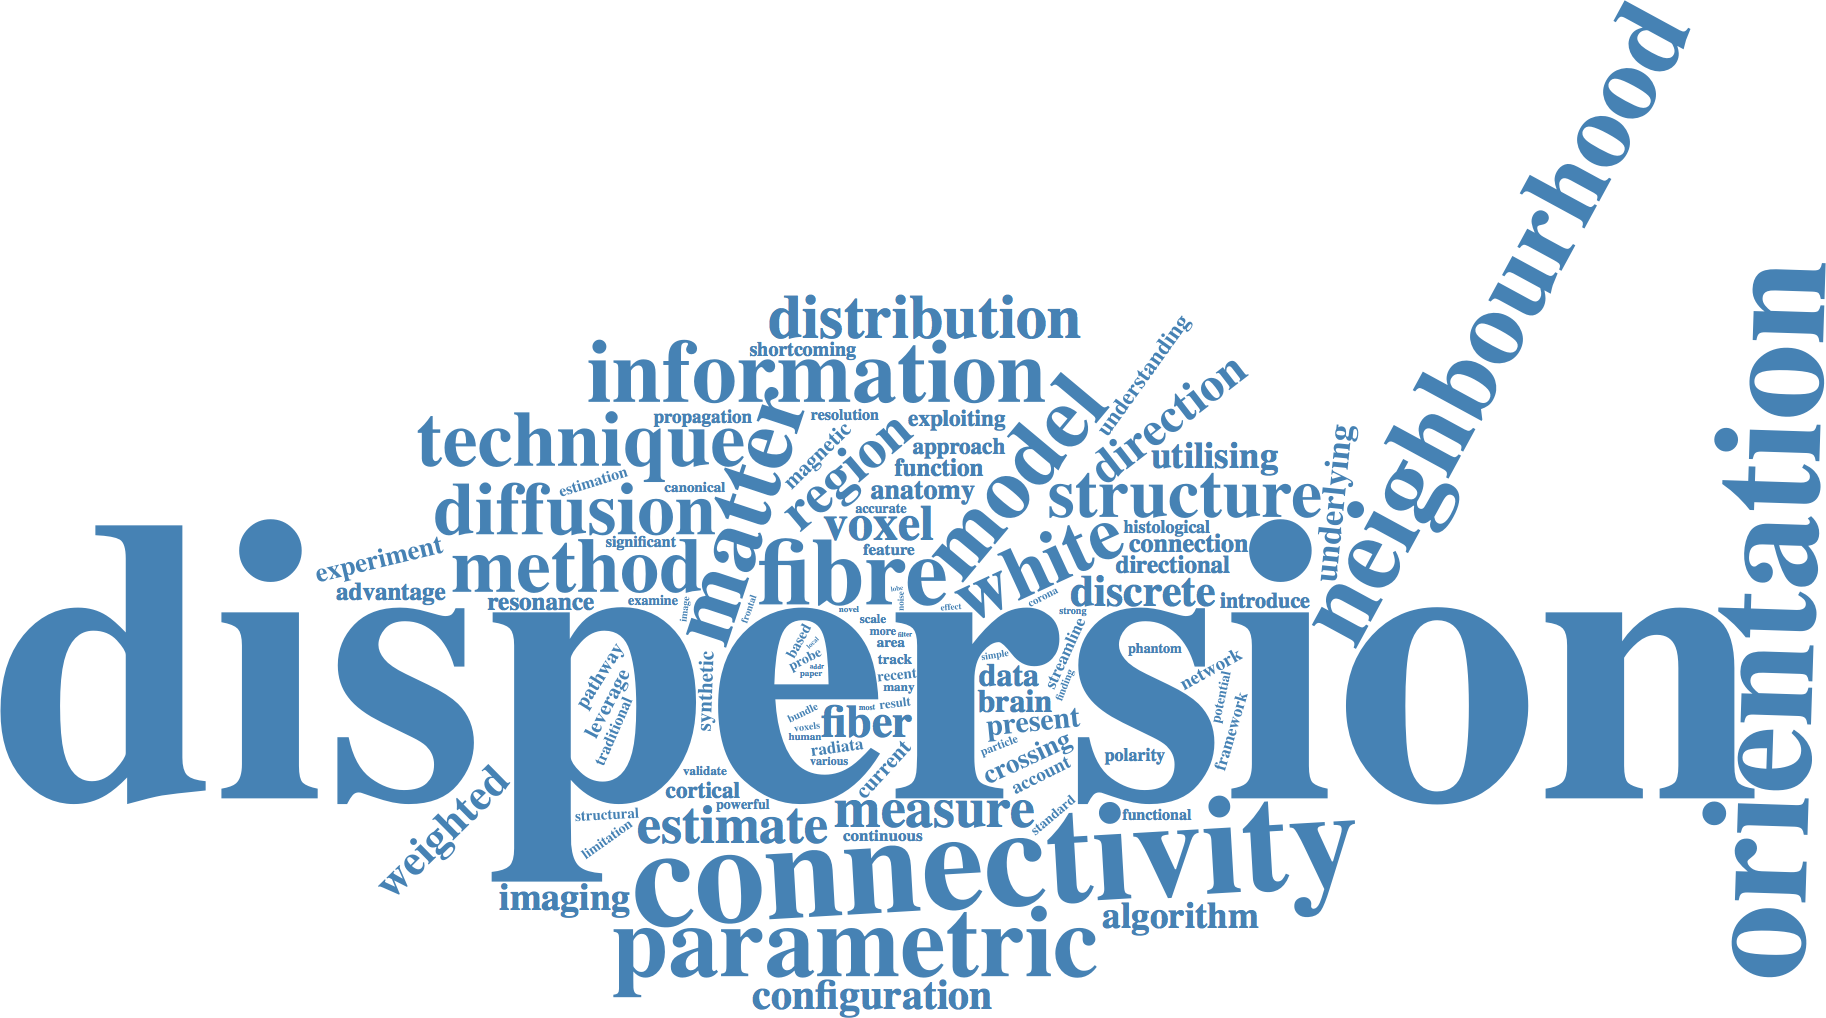 neighbourhood
orientation
distribution
shortcoming
information
understanding
propagation
resolution
exploiting
model
direction
technique
matter
magnetic
region
approach
function
utilising
underlying
estimation
canonical
anatomy
structure
diffusion
accurate
voxel
histological
significant
feature
white
connection
experiment
method
fibre
directional
advantage
resonance
examine
image
frontal
novel
lobe
noise
effect
corona
strong
discrete
introduce
dispersion
scale
more
filter
area
based
local
probe
addr
paper
track
recent
many
simple
streamline
finding
data
brain
phantom
network
potential
framework
pathway
leverage
traditional
synthetic
bundle
most
result
voxels
human
fiber
present
radiata
various
particle
crossing
account
polarity
current
validate
cortical
powerful
weighted
structural
limitation
estimate
measure
continuous
standard
functional
connectivity
imaging
algorithm
parametric
configuration